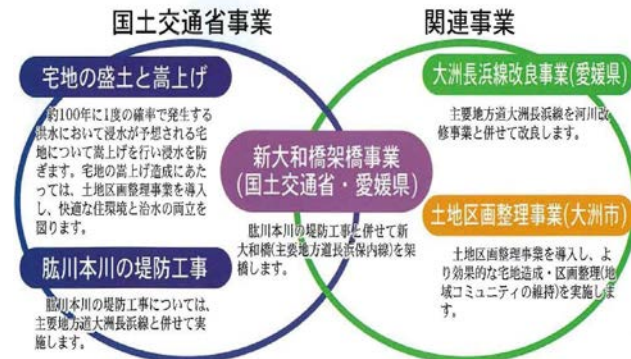 国土交通省事業
関連事業
宅地の盛土と嵩上げ
約100年に1度の確率で発生する
洪水において浸水が予想される宅
地について嵩上げを行い浸水を防
ぎます。宅地の嵩上げ造成にあた
っては、土地区画整理事業を導入
し、快適な住環境と治水の両立を
図ります。
肱川本川の堤防工事
肱川本川の堤防工事については、
主要地方道大洲長浜線と併せて実
施します。
新大和橋架橋事業
(国土交通省・愛媛県)
肱川本川の堤防工事と併せて新
大和橋(主要地方道長浜保内線)を架
橋します。
大洲長浜線改良事業(愛媛県)
主要地方道大洲長浜線を河川改
修事業と併せて改良します。
土地区画整理事業(大洲市)
土地区画整理事業を導入し、よ
り効果的な宅地造成・区画整理(地
域コミュニティの維持)を実施しま
す。